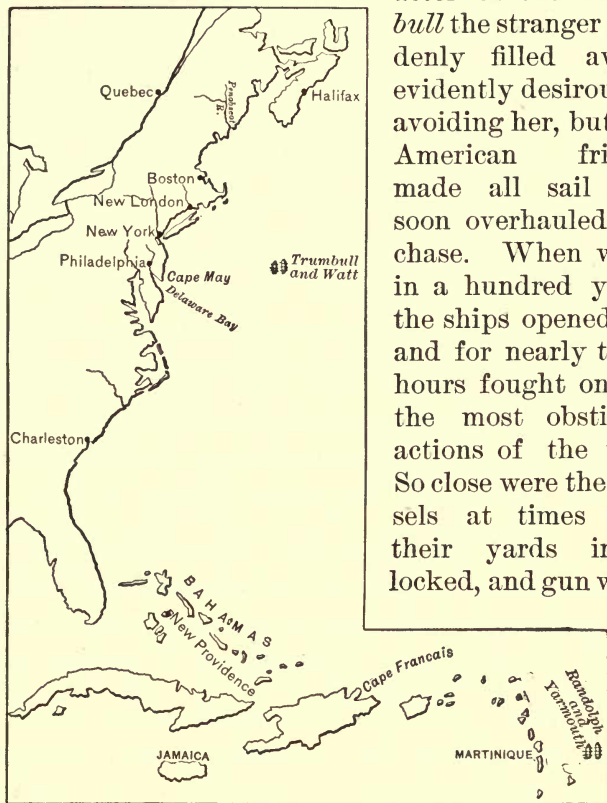 bull the stranger
denly filled av
evidently desirou
avoiding her, but
American fri
made all sail
soon overhauled
chase. When w
in a hundred y
the ships opened
and for nearly t
hours fought on
the most obsti
actions of the
So close were the
sels at times
their yards in
locked, and gun w
Quebec
Penobscot
R.
Halifax
Boston
New London
New York
Philadelphia
Cape May
Delaware Bay
Trumbull
and Watt
Charleston
BAHAMAS
New Providence
Cape Francais
JAMAICA
MARTINIQUE
Randolph
and
Yarmouth